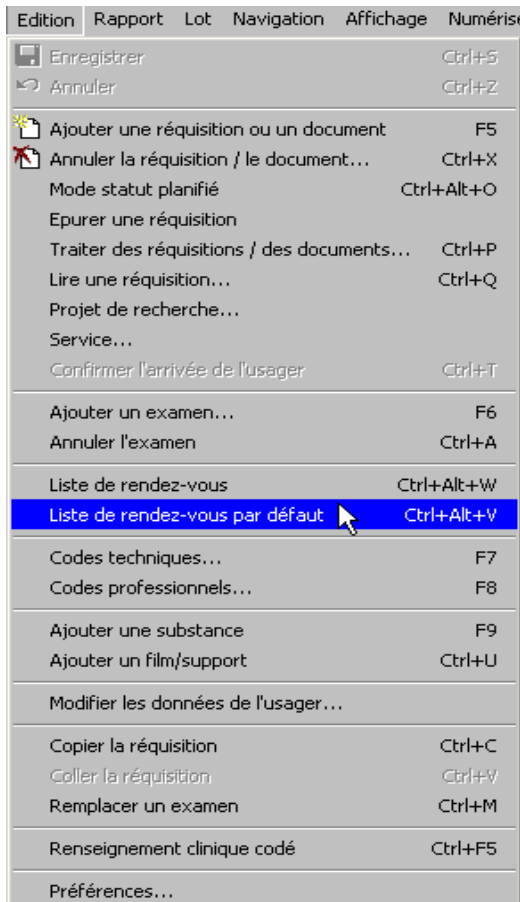 Edition Rapport Lot Navigation Affichage Numérise
Enregistrer Ctrl+S
Annuler Ctrl+Z
Ajouter une réquisition ou un document F5
Annuler la réquisition / le document... Ctrl+X
Mode statut planifié Ctrl+Alt+O
Epurer une réquisition
Traiter des réquisitions / des documents... Ctrl+P
Lire une réquisition... Ctrl+Q
Projet de recherche...
Service...
Confirmer l'arrivée de l'usager Ctrl+T
Ajouter un examen... F6
Annuler l'examen Ctrl+A
Liste de rendez-vous Ctrl+Alt+W
Liste de rendez-vous par défaut Ctrl+Alt+V
Codes techniques... F7
Codes professionnels... F8
Ajouter une substance F9
Ajouter un film/support Ctrl+U
Modifier les données de l'usager...
Copier la réquisition Ctrl+C
Coller la réquisition Ctrl+V
Remplacer un examen Ctrl+M
Renseignement clinique codé Ctrl+F5
Préférences...